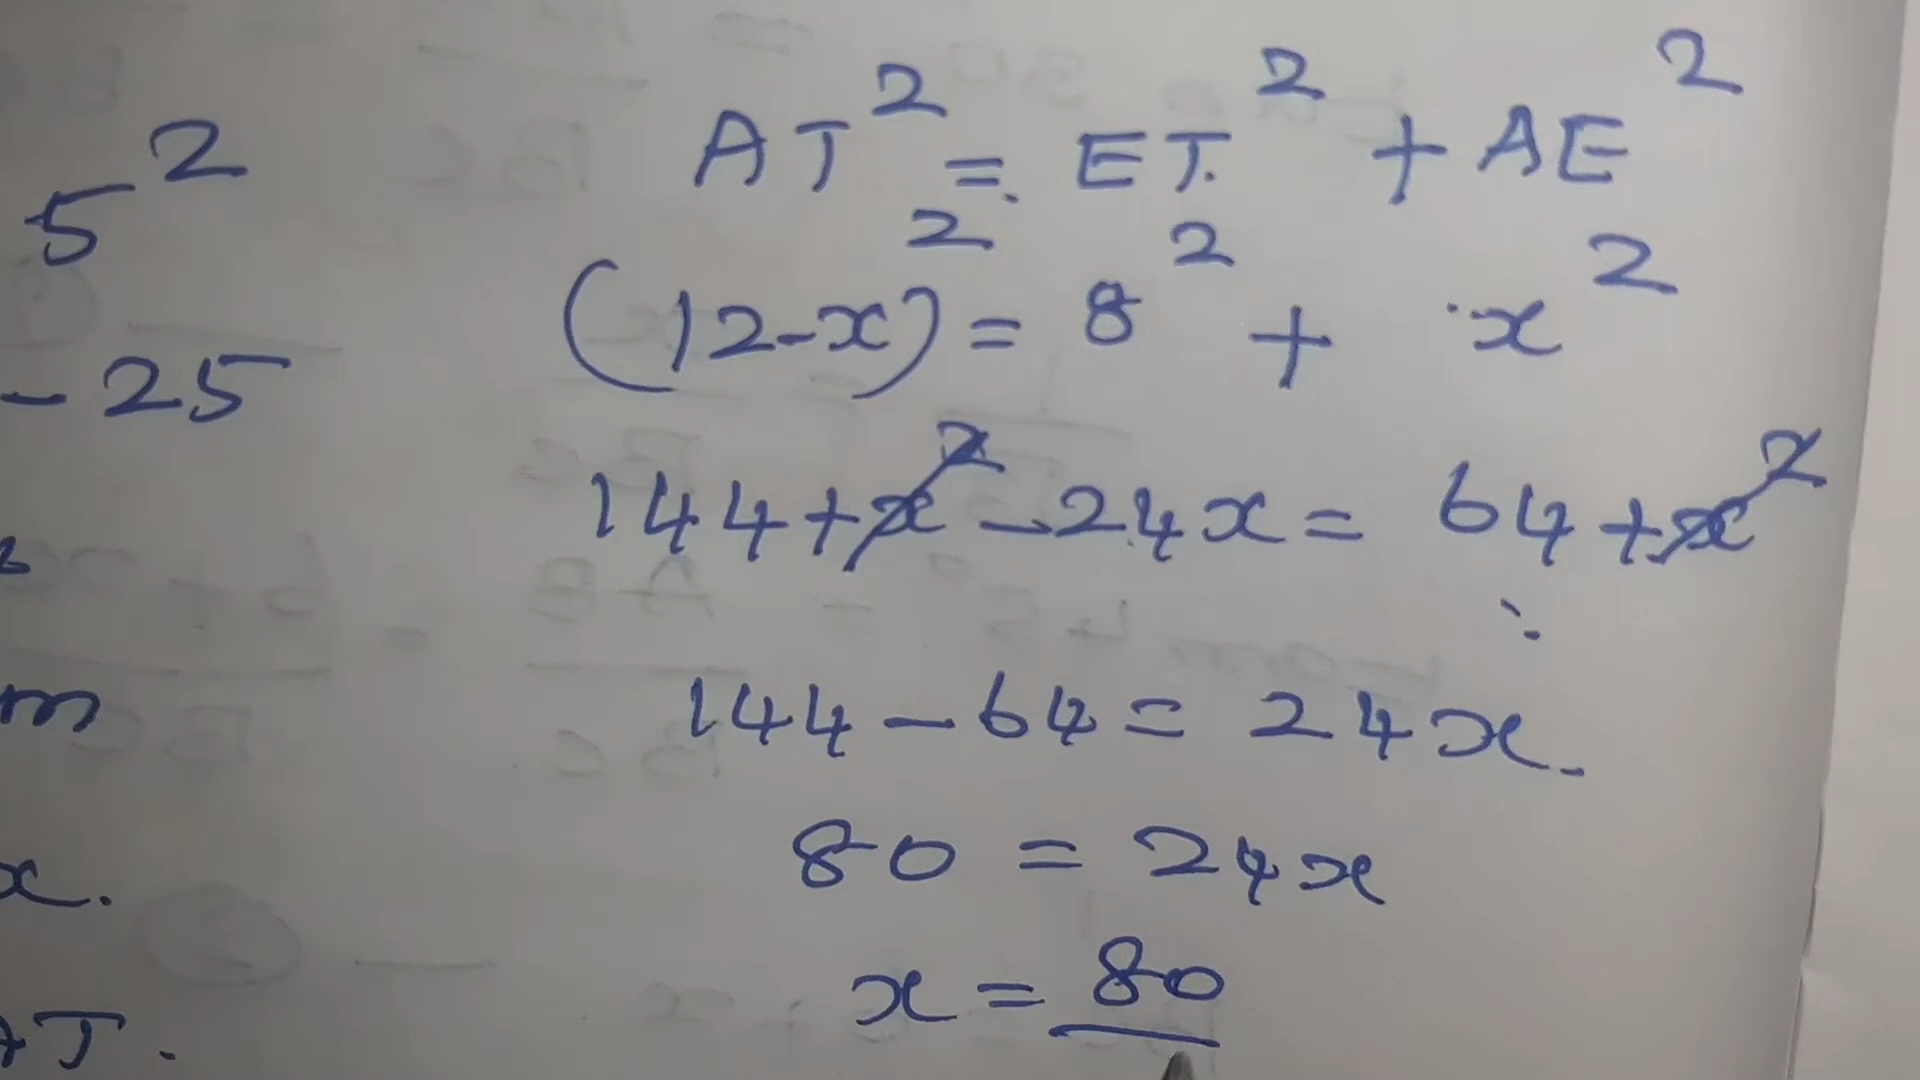 5²
- 25
m
x.
AT.
AT² = ET² + AE²
(12-x)² = 8² + x²
144+x² - 24x = 64 + x²
144 - 64 = 24x.
80 = 24x
x = 80